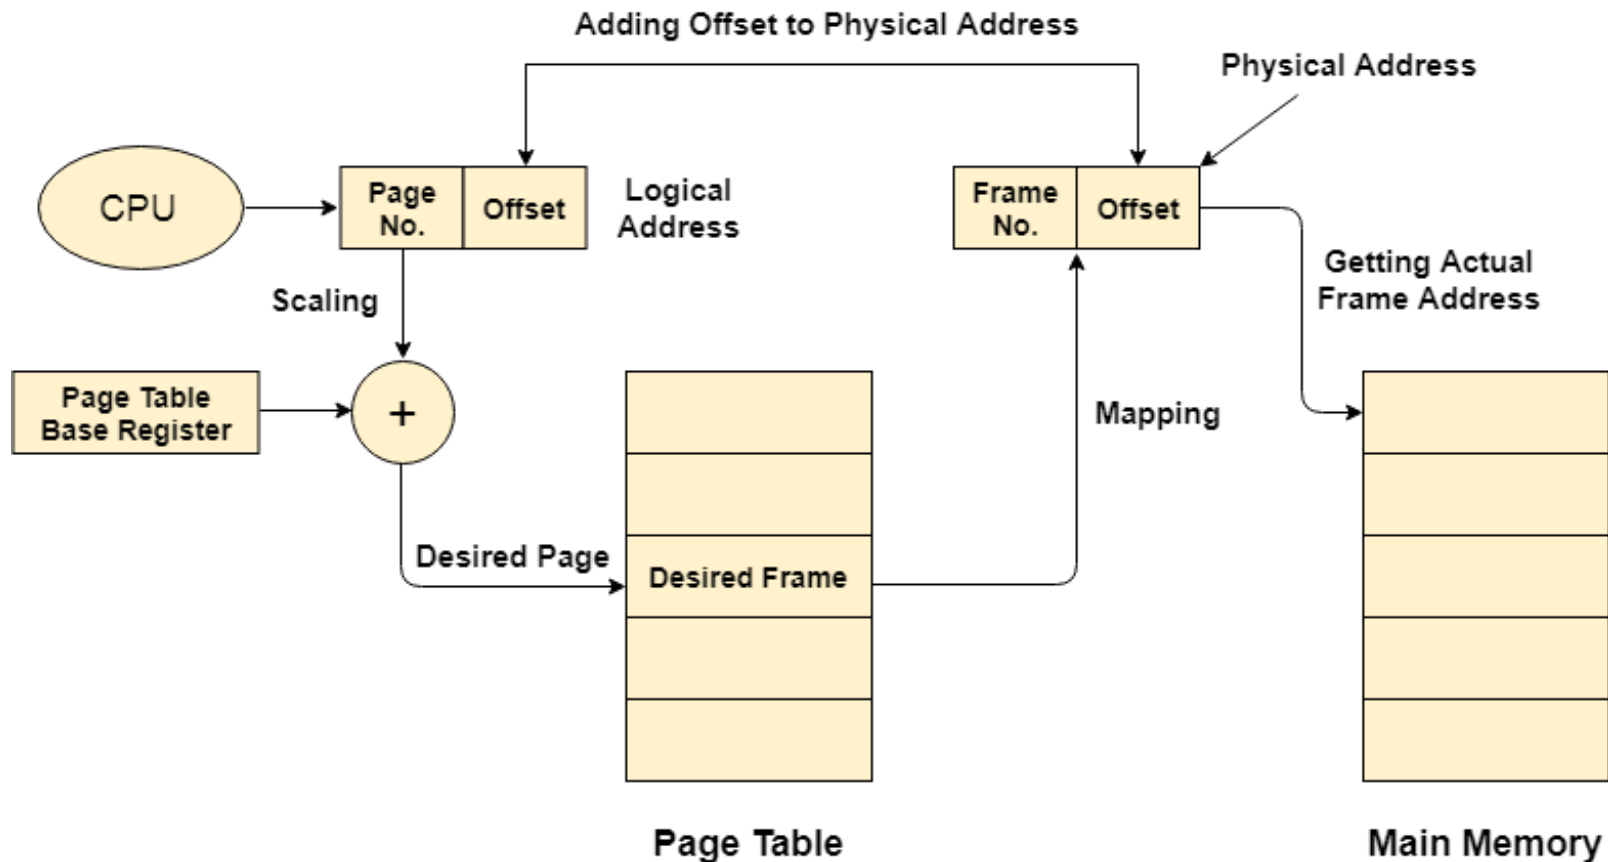 Adding Offset to Physical Address
Physical Address
CPU
Page
No.
Offset
Logical
Address
Frame
No.
Offset
Scaling
Getting Actual
Frame Address
Page Table
Base Register
+
Mapping
Desired Page
Desired Frame
Page Table
Main Memory